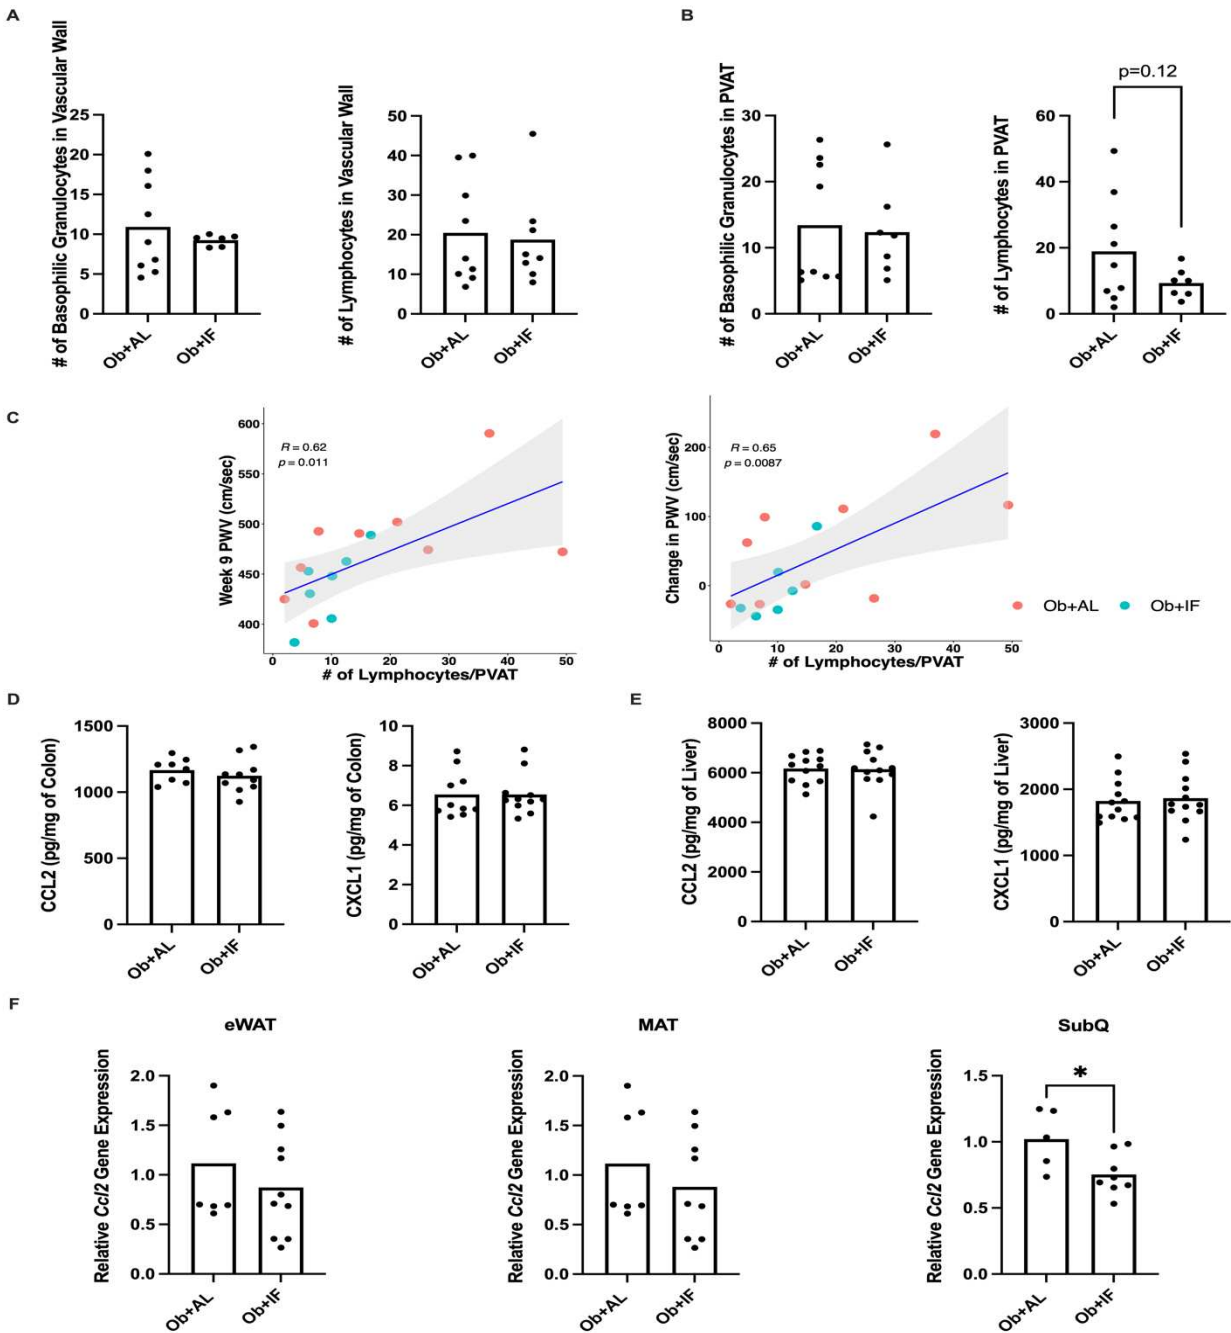 A
B
# of Basophilic Granulocytes in Vascular Wall
25
20
15
10
5
0
Ob+AL
Ob+IF
# of Lymphocytes in Vascular Wall
50
40
30
20
10
0
Ob+AL
Ob+IF
# of Basophilic Granulocytes in PVAT
30
20
10
0
Ob+AL
Ob+IF
# of Lymphocytes in PVAT
p=0.12
60
40
20
0
Ob+AL
Ob+IF
C
Week 9 PWV (cm/sec)
600
500
450
400
R = 0.62
p = 0.011
0
10
20
30
40
50
# of Lymphocytes/PVAT
Change in PWV (cm/sec)
200
100
0
R = 0.65
p = 0.0087
0
10
20
30
40
50
# of Lymphocytes/PVAT
Ob+AL
Ob+IF
D
CCL2 (pg/mg of Colon)
1500
1000
500
0
Ob+AL
Ob+IF
CXCL1 (pg/mg of Colon)
10
8
6
4
2
0
Ob+AL
Ob+IF
E
CCL2 (pg/mg of Liver)
8000
6000
4000
2000
0
Ob+AL
Ob+IF
CXCL1 (pg/mg of Liver)
3000
2000
1000
0
Ob+AL
Ob+IF
F
eWAT
Relative Ccl2 Gene Expression
2.0
1.5
1.0
0.5
0.0
Ob+AL
Ob+IF
MAT
Relative Ccl2 Gene Expression
2.0
1.5
1.0
0.5
0.0
Ob+AL
Ob+IF
SubQ
Relative Ccl2 Gene Expression
*
1.5
1.0
0.5
0.0
Ob+AL
Ob+IF